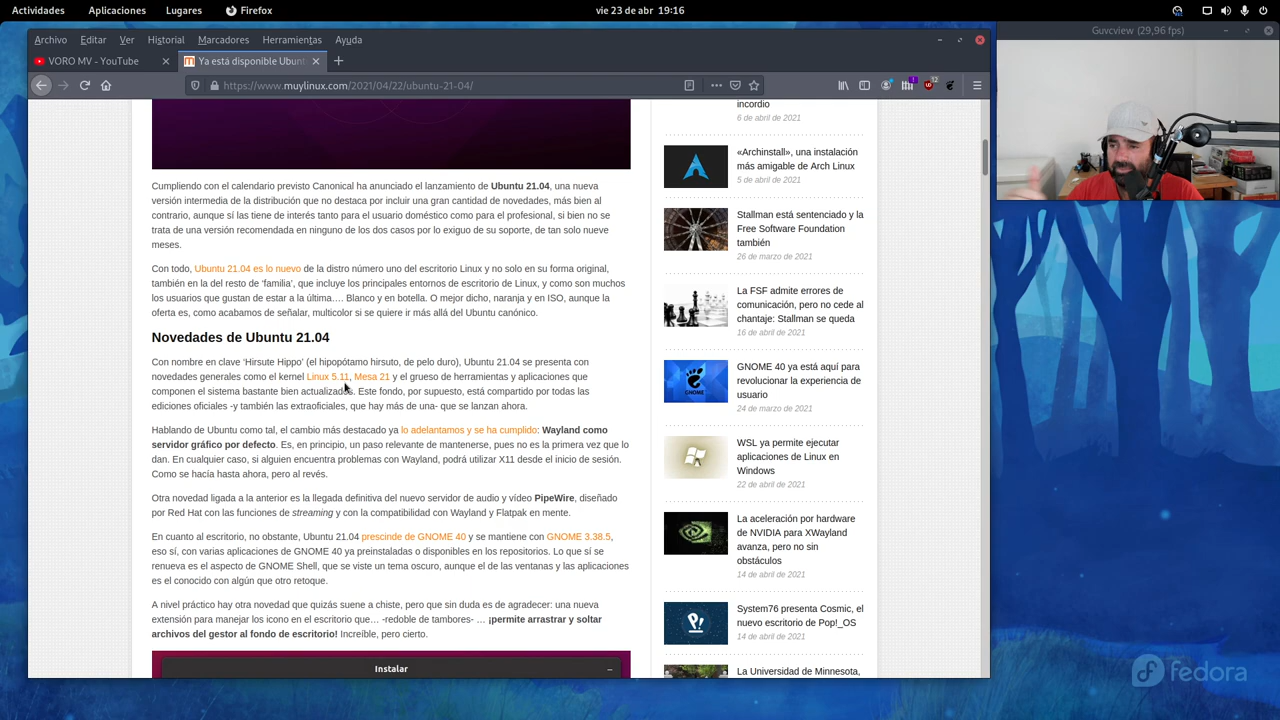 Actividades Aplicaciones Lugares Firefox vie 23 de abr 19:16
Archivo Editar Ver Historial Marcadores Herramientas Ayuda
VORO MV - YouTube
Ya está disponible Ubunt
https://www.muylinux.com/2021/04/22/ubuntu-21-04/
1
12
Guvcview (29,96 fps)
Cumpliendo con el calendario previsto Canonical ha anunciado el lanzamiento de Ubuntu 21.04, una nueva
versión intermedia de la distribución que no destaca por incluir una gran cantidad de novedades, más bien al
contrario, aunque sí las tiene de interés tanto para el usuario doméstico como para el profesional, si bien no se
trata de una versión recomendada en ninguno de los dos casos por lo exiguo de su soporte, de tan solo nueve
meses.
Con todo, Ubuntu 21.04 es lo nuevo de la distro número uno del escritorio Linux y no solo en su forma original,
también en la del resto de ‘familia’, que incluye los principales entornos de escritorio de Linux, y como son muchos
los usuarios que gustan de estar a la última…. Blanco y en botella. O mejor dicho, naranja y en ISO, aunque la
oferta es, como acabamos de señalar, multicolor si se quiere ir más allá del Ubuntu canónico.
Novedades de Ubuntu 21.04
Con nombre en clave ‘Hirsute Hippo’ (el hipopótamo hirsuto, de pelo duro), Ubuntu 21.04 se presenta con
novedades generales como el kernel Linux 5.11, Mesa 21 y el grueso de herramientas y aplicaciones que
componen el sistema bastante bien actualizados. Este fondo, por supuesto, está compartido por todas las
ediciones oficiales -y también las extraoficiales, que hay más de una- que se lanzan ahora.
Hablando de Ubuntu como tal, el cambio más destacado ya lo adelantamos y se ha cumplido: Wayland como
servidor gráfico por defecto. Es, en principio, un paso relevante de mantenerse, pues no es la primera vez que lo
dan. En cualquier caso, si alguien encuentra problemas con Wayland, podrá utilizar X11 desde el inicio de sesión.
Como se hacía hasta ahora, pero al revés.
Otra novedad ligada a la anterior es la llegada definitiva del nuevo servidor de audio y vídeo PipeWire, diseñado
por Red Hat con las funciones de streaming y con la compatibilidad con Wayland y Flatpak en mente.
En cuanto al escritorio, no obstante, Ubuntu 21.04 prescinde de GNOME 40 y se mantiene con GNOME 3.38.5,
eso sí, con varias aplicaciones de GNOME 40 ya preinstaladas o disponibles en los repositorios. Lo que sí se
renueva es el aspecto de GNOME Shell, que se viste un tema oscuro, aunque el de las ventanas y las aplicaciones
es el conocido con algún que otro retoque.
A nivel práctico hay otra novedad que quizás suene a chiste, pero que sin duda es de agradecer: una nueva
extensión para manejar los icono en el escritorio que… -redoble de tambores- … ¡permite arrastrar y soltar
archivos del gestor al fondo de escritorio! Increíble, pero cierto.
Instalar
incordio
6 de abril de 2021
«Archinstall», una instalación
más amigable de Arch Linux
5 de abril de 2021
Stallman está sentenciado y la
Free Software Foundation
también
26 de marzo de 2021
La FSF admite errores de
comunicación, pero no cede al
chantaje: Stallman se queda
16 de abril de 2021
GNOME 40 ya está aquí para
revolucionar la experiencia de
usuario
24 de marzo de 2021
WSL ya permite ejecutar
aplicaciones de Linux en
Windows
22 de abril de 2021
La aceleración por hardware
de NVIDIA para XWayland
avanza, pero no sin
obstáculos
14 de abril de 2021
System76 presenta Cosmic, el
nuevo escritorio de Pop!_OS
14 de abril de 2021
La Universidad de Minnesota,
GNOME
fedora